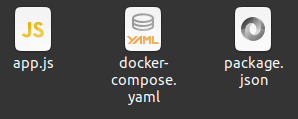 JS
YAML
app.js
docker-
compose.
yaml
package.
json